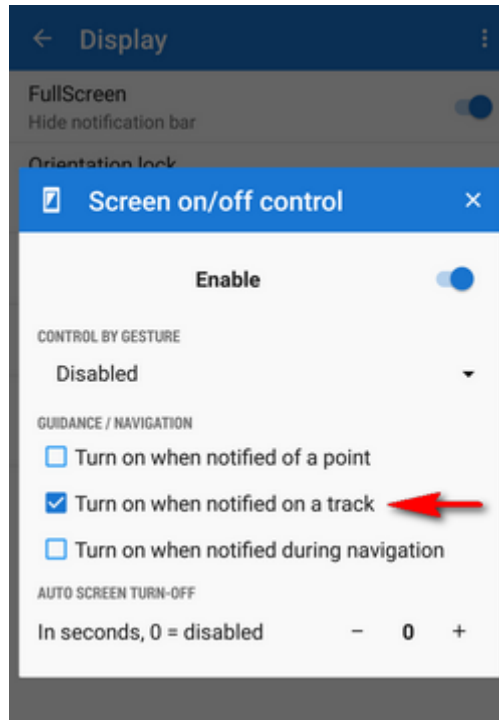 Display
FullScreen
Hide notification bar
Orientation lock
Screen on/off control
Enable
CONTROL BY GESTURE
Disabled
GUIDANCE / NAVIGATION
Turn on when notified of a point
Turn on when notified on a track
Turn on when notified during navigation
AUTO SCREEN TURN-OFF
In seconds, 0 = disabled − 0 +